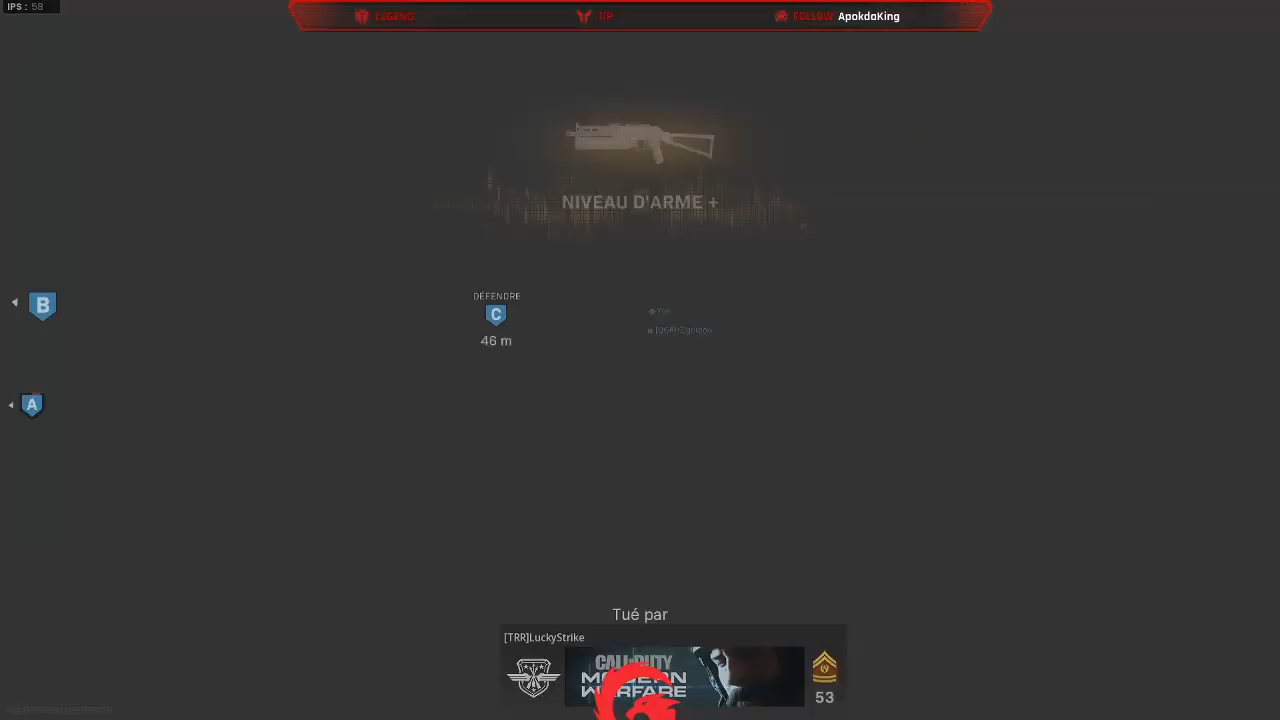 IPS : 58
LEGEND
TIP
FOLLOW ApokdaKing
NIVEAU D'ARME +
B
DÉFENDRE
C
46 m
A
Tué par
[TRR]LuckyStrike
CALL OF DUTY
MODERN
WARFARE
53